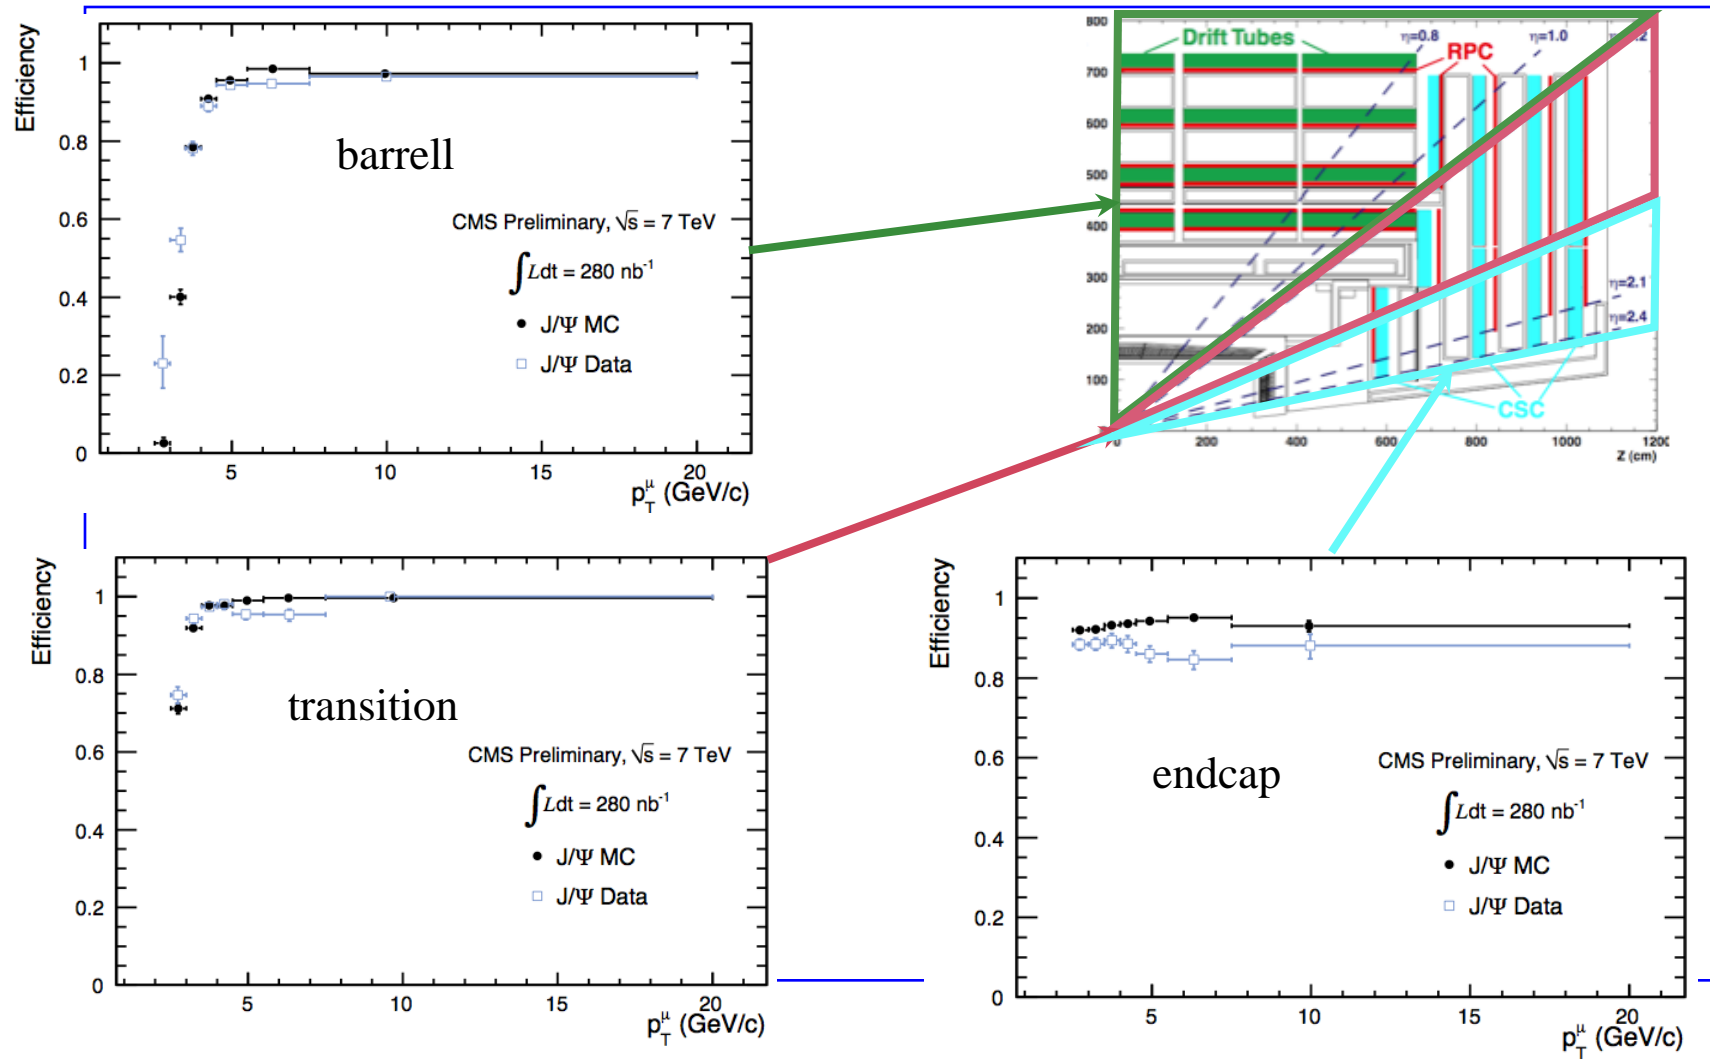 Efficiency
1
0.8
0.6
0.4
0.2
0
barrell
CMS Preliminary, √s = 7 TeV
∫Ldt = 280 nb⁻¹
J/Ψ MC
J/Ψ Data
5
10
15
20
p_T^μ (GeV/c)
800
700
600
500
400
300
200
100
Drift Tubes
η=0.8
RPC
η=1.0
η=2.1
η=2.4
CSC
0
200
400
600
800
1000
Z (cm)
Efficiency
1
0.8
0.6
0.4
0.2
0
transition
CMS Preliminary, √s = 7 TeV
∫Ldt = 280 nb⁻¹
J/Ψ MC
J/Ψ Data
5
10
15
20
p_T^μ (GeV/c)
Efficiency
1
0.8
0.6
0.4
0.2
0
endcap
CMS Preliminary, √s = 7 TeV
∫Ldt = 280 nb⁻¹
J/Ψ MC
J/Ψ Data
5
10
15
20
p_T^μ (GeV/c)